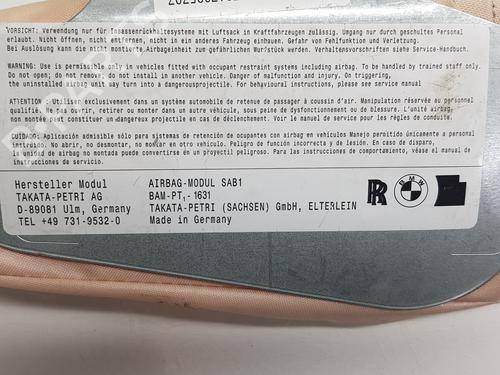 VORSICHT: Verwendung nur für Insassenrückhaltesysteme mit Luftsack in Kraftfahrzeugen zulässig. Umgang nur durch geschultes Personal
erlaubt. Nicht öffnen, nicht entfernen, nicht in ein anderes Fahrzeug einbauen. Gefahr von Funktion und Verletzung.
Bei Auslösung kann die nicht montierte Airbageinheit zum gefährlichen Wurfstück werden. Verhaltensvorschriften siehe Service-Handbuch.
WARNING: Use is permissible only in vehicles fitted with occupant restraint systems including airbag. To be handled by trained staff only.
Do not open; do not remove; do not install in another vehicle. Danger of malfunction and injury. On triggering,
the uninstalled airbag unit may turn into a dangerousprojectile. For behavioural instructions, please see service manual
ATTENTION: Utiliser exclusivement dans un système automobile de retenue de passager à coussin d'air. Manipulation réservée au personnel
qualifié. Ne pas ouvrir, ne pas retirer ou monter dans un autre véhicule, sous peine de dysfonctionnement ou de blessure. L'unité airbag
non montée peut constituer un dangereux projectile en cas de déclenchement. Voir le manuel de service pour les règles de conduite.
CUIDADO: Aplicación admisible sólo para sistemas de retención de ocupantes con airbag en vehículos Manejo permitido únicamente a personal
instruido. No abrir, no desmontar, no montar en otro vehículo. Peligro de función incorrecta y de lesión. En caso de disparo,
la unidad de airbag no montada puede convertirse en un proyectil peligroso. Para instrucciones de comportamiento, véase el manual de
instrucciones de servicio.
Hersteller Modul
TAKATA-PETRI AG
D-89081 Ulm, Germany
TEL +49 731-9532-0
AIRBAG-MODUL SAB1
BAM-PT₁-1631
TAKATA-PETRI (SACHSEN) GmbH, ELTERLEIN
Made in Germany
RR
BMW